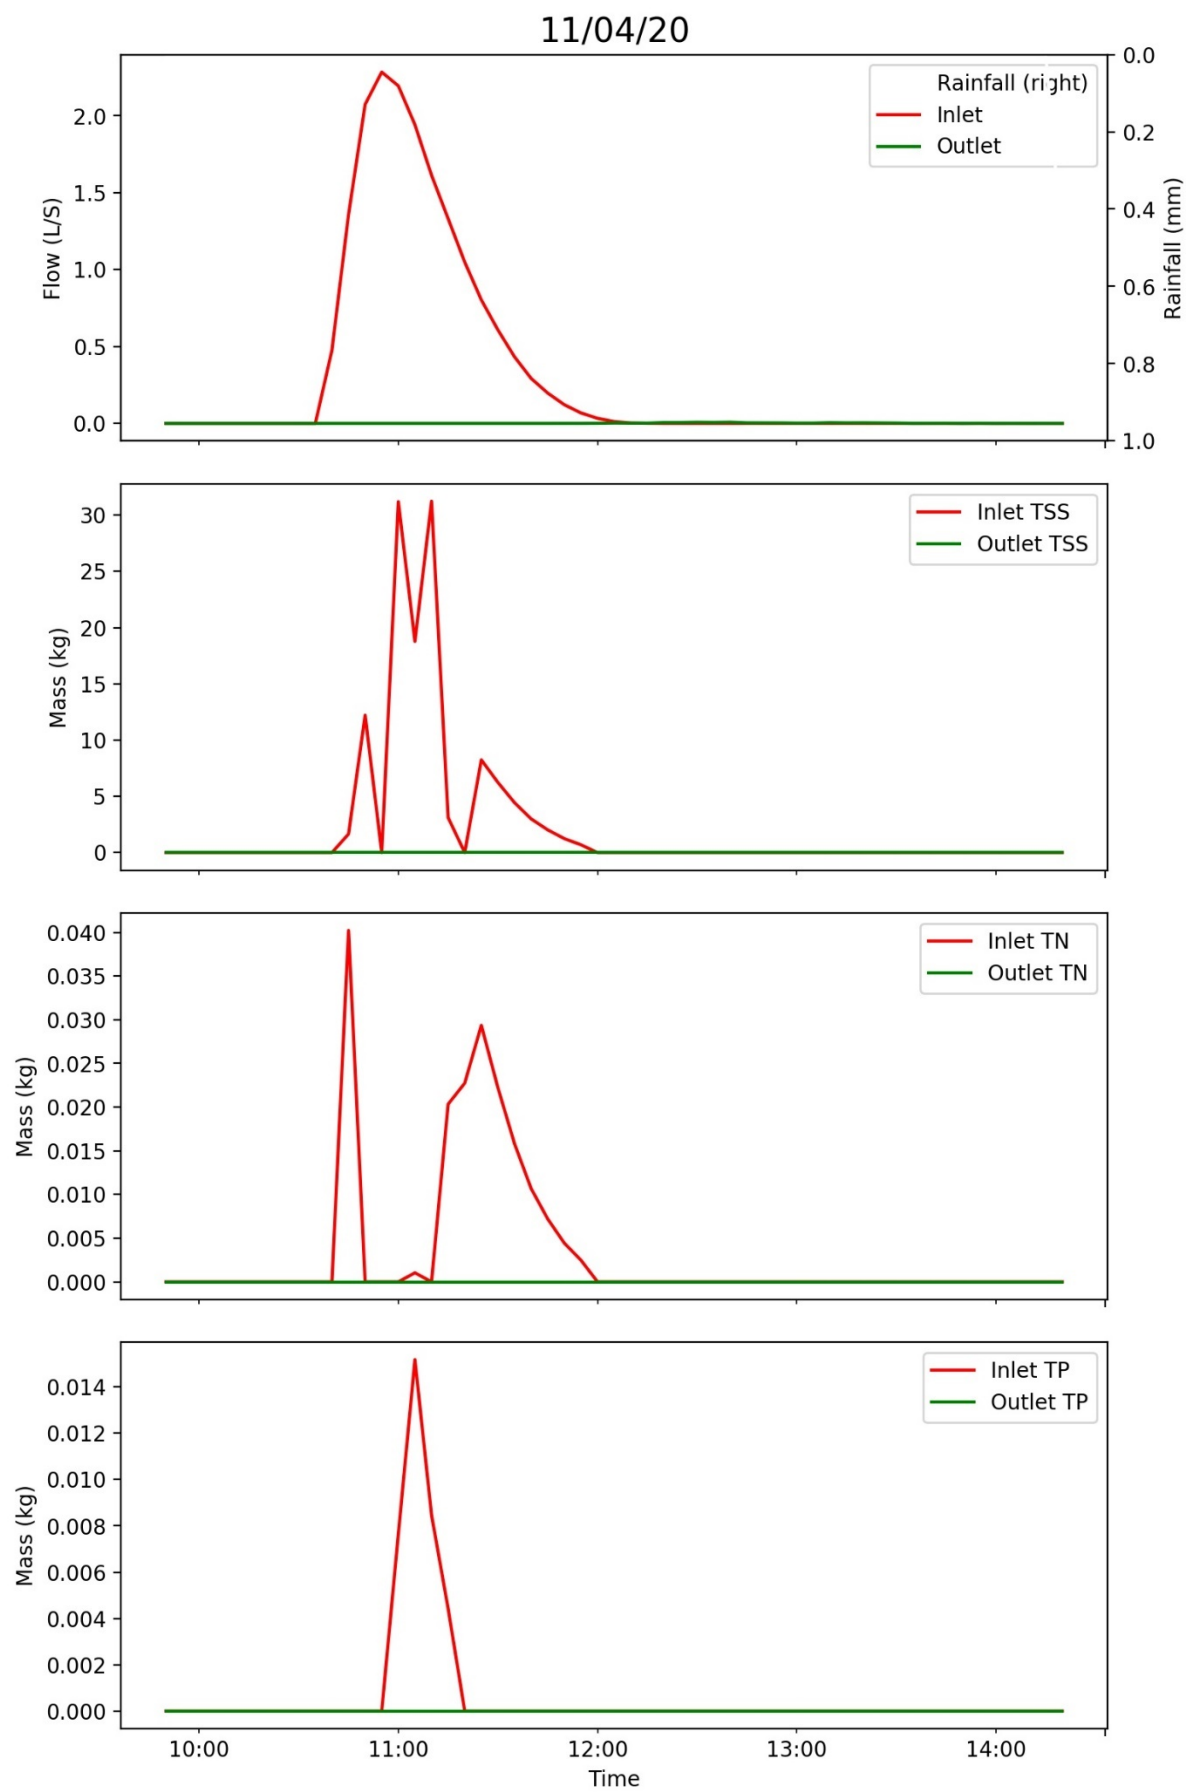 11/04/20
Rainfall (right)
Inlet
Outlet
Flow (L/S)
2.0
1.5
1.0
0.5
0.0
Rainfall (mm)
0.0
0.2
0.4
0.6
0.8
1.0
Inlet TSS
Outlet TSS
Mass (kg)
30
25
20
15
10
5
0
Inlet TN
Outlet TN
Mass (kg)
0.040
0.035
0.030
0.025
0.020
0.015
0.010
0.005
0.000
Inlet TP
Outlet TP
Mass (kg)
0.014
0.012
0.010
0.008
0.006
0.004
0.002
0.000
10:00 11:00 12:00 13:00 14:00
Time